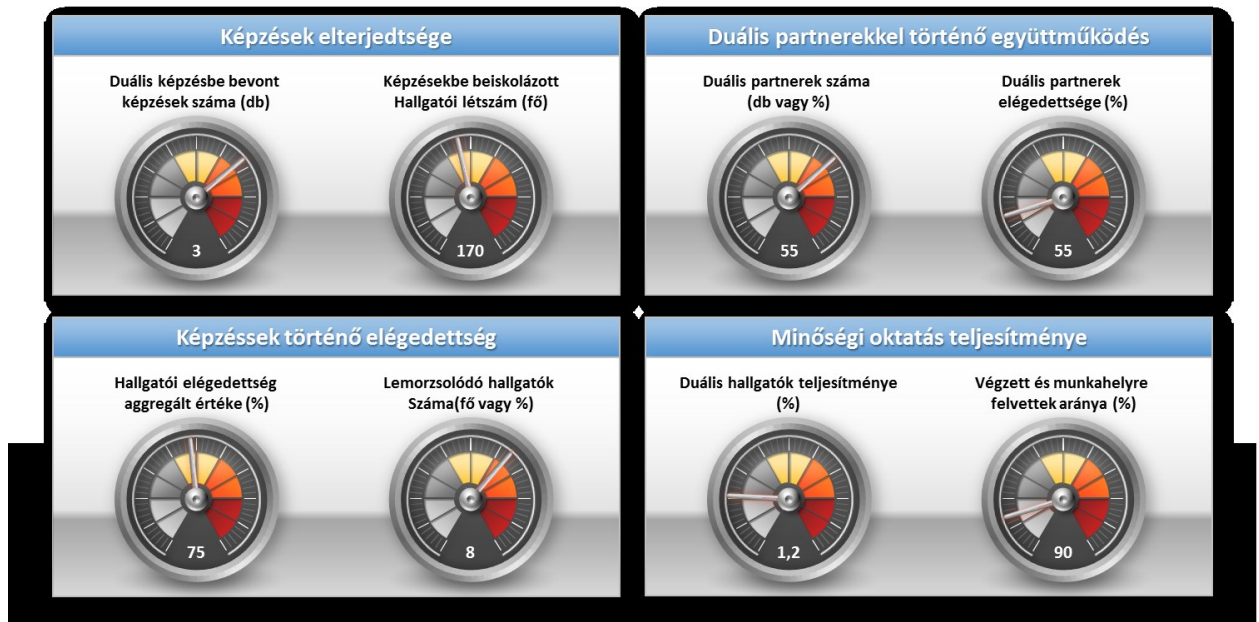 Képzések elterjedtsége
Duális képzésbe bevont
képzések száma (db)
Képzésekbe beiskolázott
Hallgatói létszám (fő)
3
170
Duális partnerekkel történő együttműködés
Duális partnerek száma
(db vagy %)
Duális partnerek
elégedettsége (%)
55
55
Képzéssek történő elégedettség
Hallgatói elégedettség
aggregált értéke (%)
Lemorzsolódó hallgatók
Száma(fő vagy %)
75
8
Minőségi oktatás teljesítménye
Duális hallgatók teljesítménye
(%)
Végzett és munkahelyre
felvettek aránya (%)
1,2
90